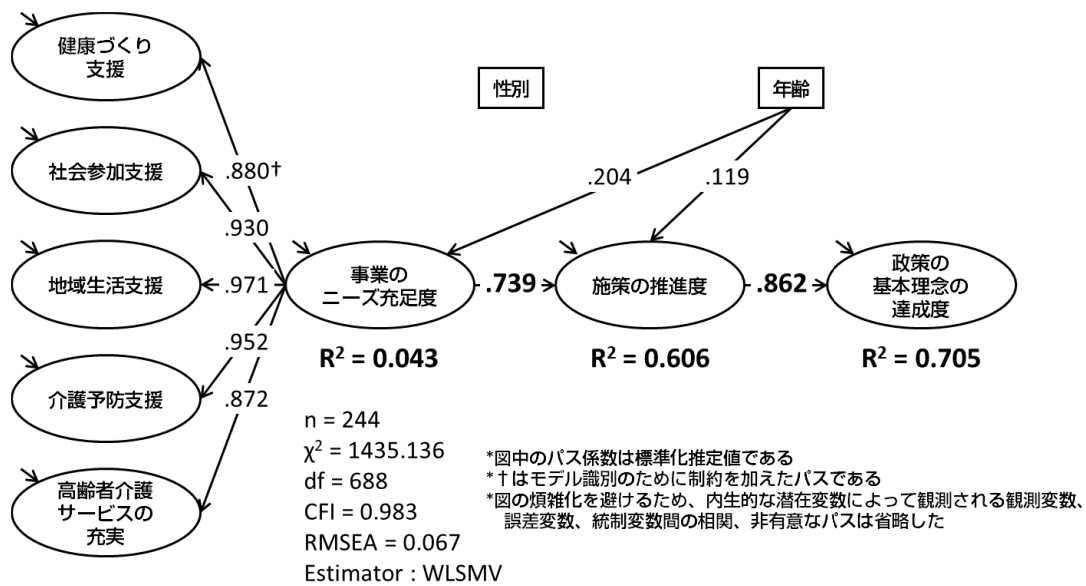 健康づくり
支援
性別
年齢
社会参加支援
.880†
.204
.119
.930
地域生活支援
.971
事業の
ニーズ充足度
.739
施策の推進度
.862
政策の
基本理念の
達成度
.952
R² = 0.043
R² = 0.606
R² = 0.705
介護予防支援
.872
n = 244
χ² = 1435.136
df = 688
CFI = 0.983
RMSEA = 0.067
Estimator : WLSMV
*図中のパス係数は標準化推定値である
*†はモデル識別のために制約を加えたパスである
*図の煩雑化を避けるため、内生的な潜在変数によって観測される観測変数、
誤差変数、統制変数間の相関、非有意なパスは省略した
高齢者介護
サービスの
充実